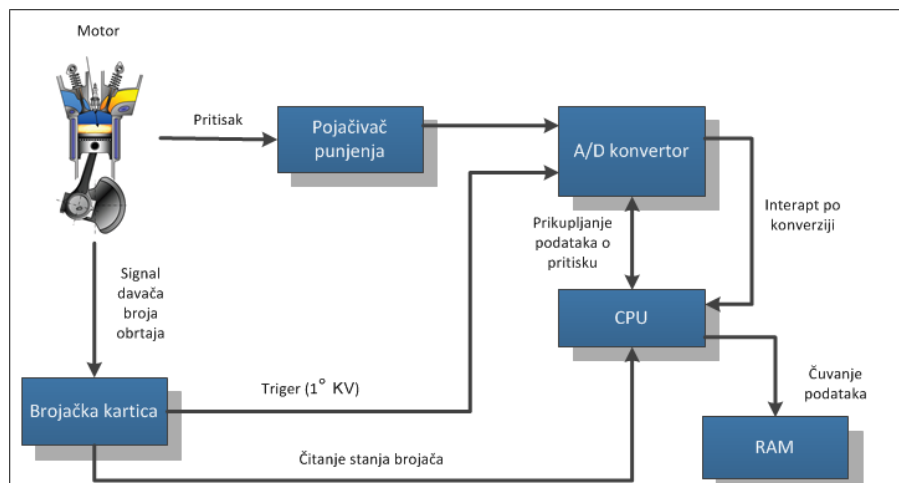 Motor
Pritisak
Pojačivač
punjenja
A/D konvertor
Interapt po
konverziji
Prikupljanje
podataka o
pritisku
Signal
davača
broja
obrtaja
CPU
Triger (1° KV)
Čuvanje
podataka
Brojačka kartica
Čitanje stanja brojača
RAM